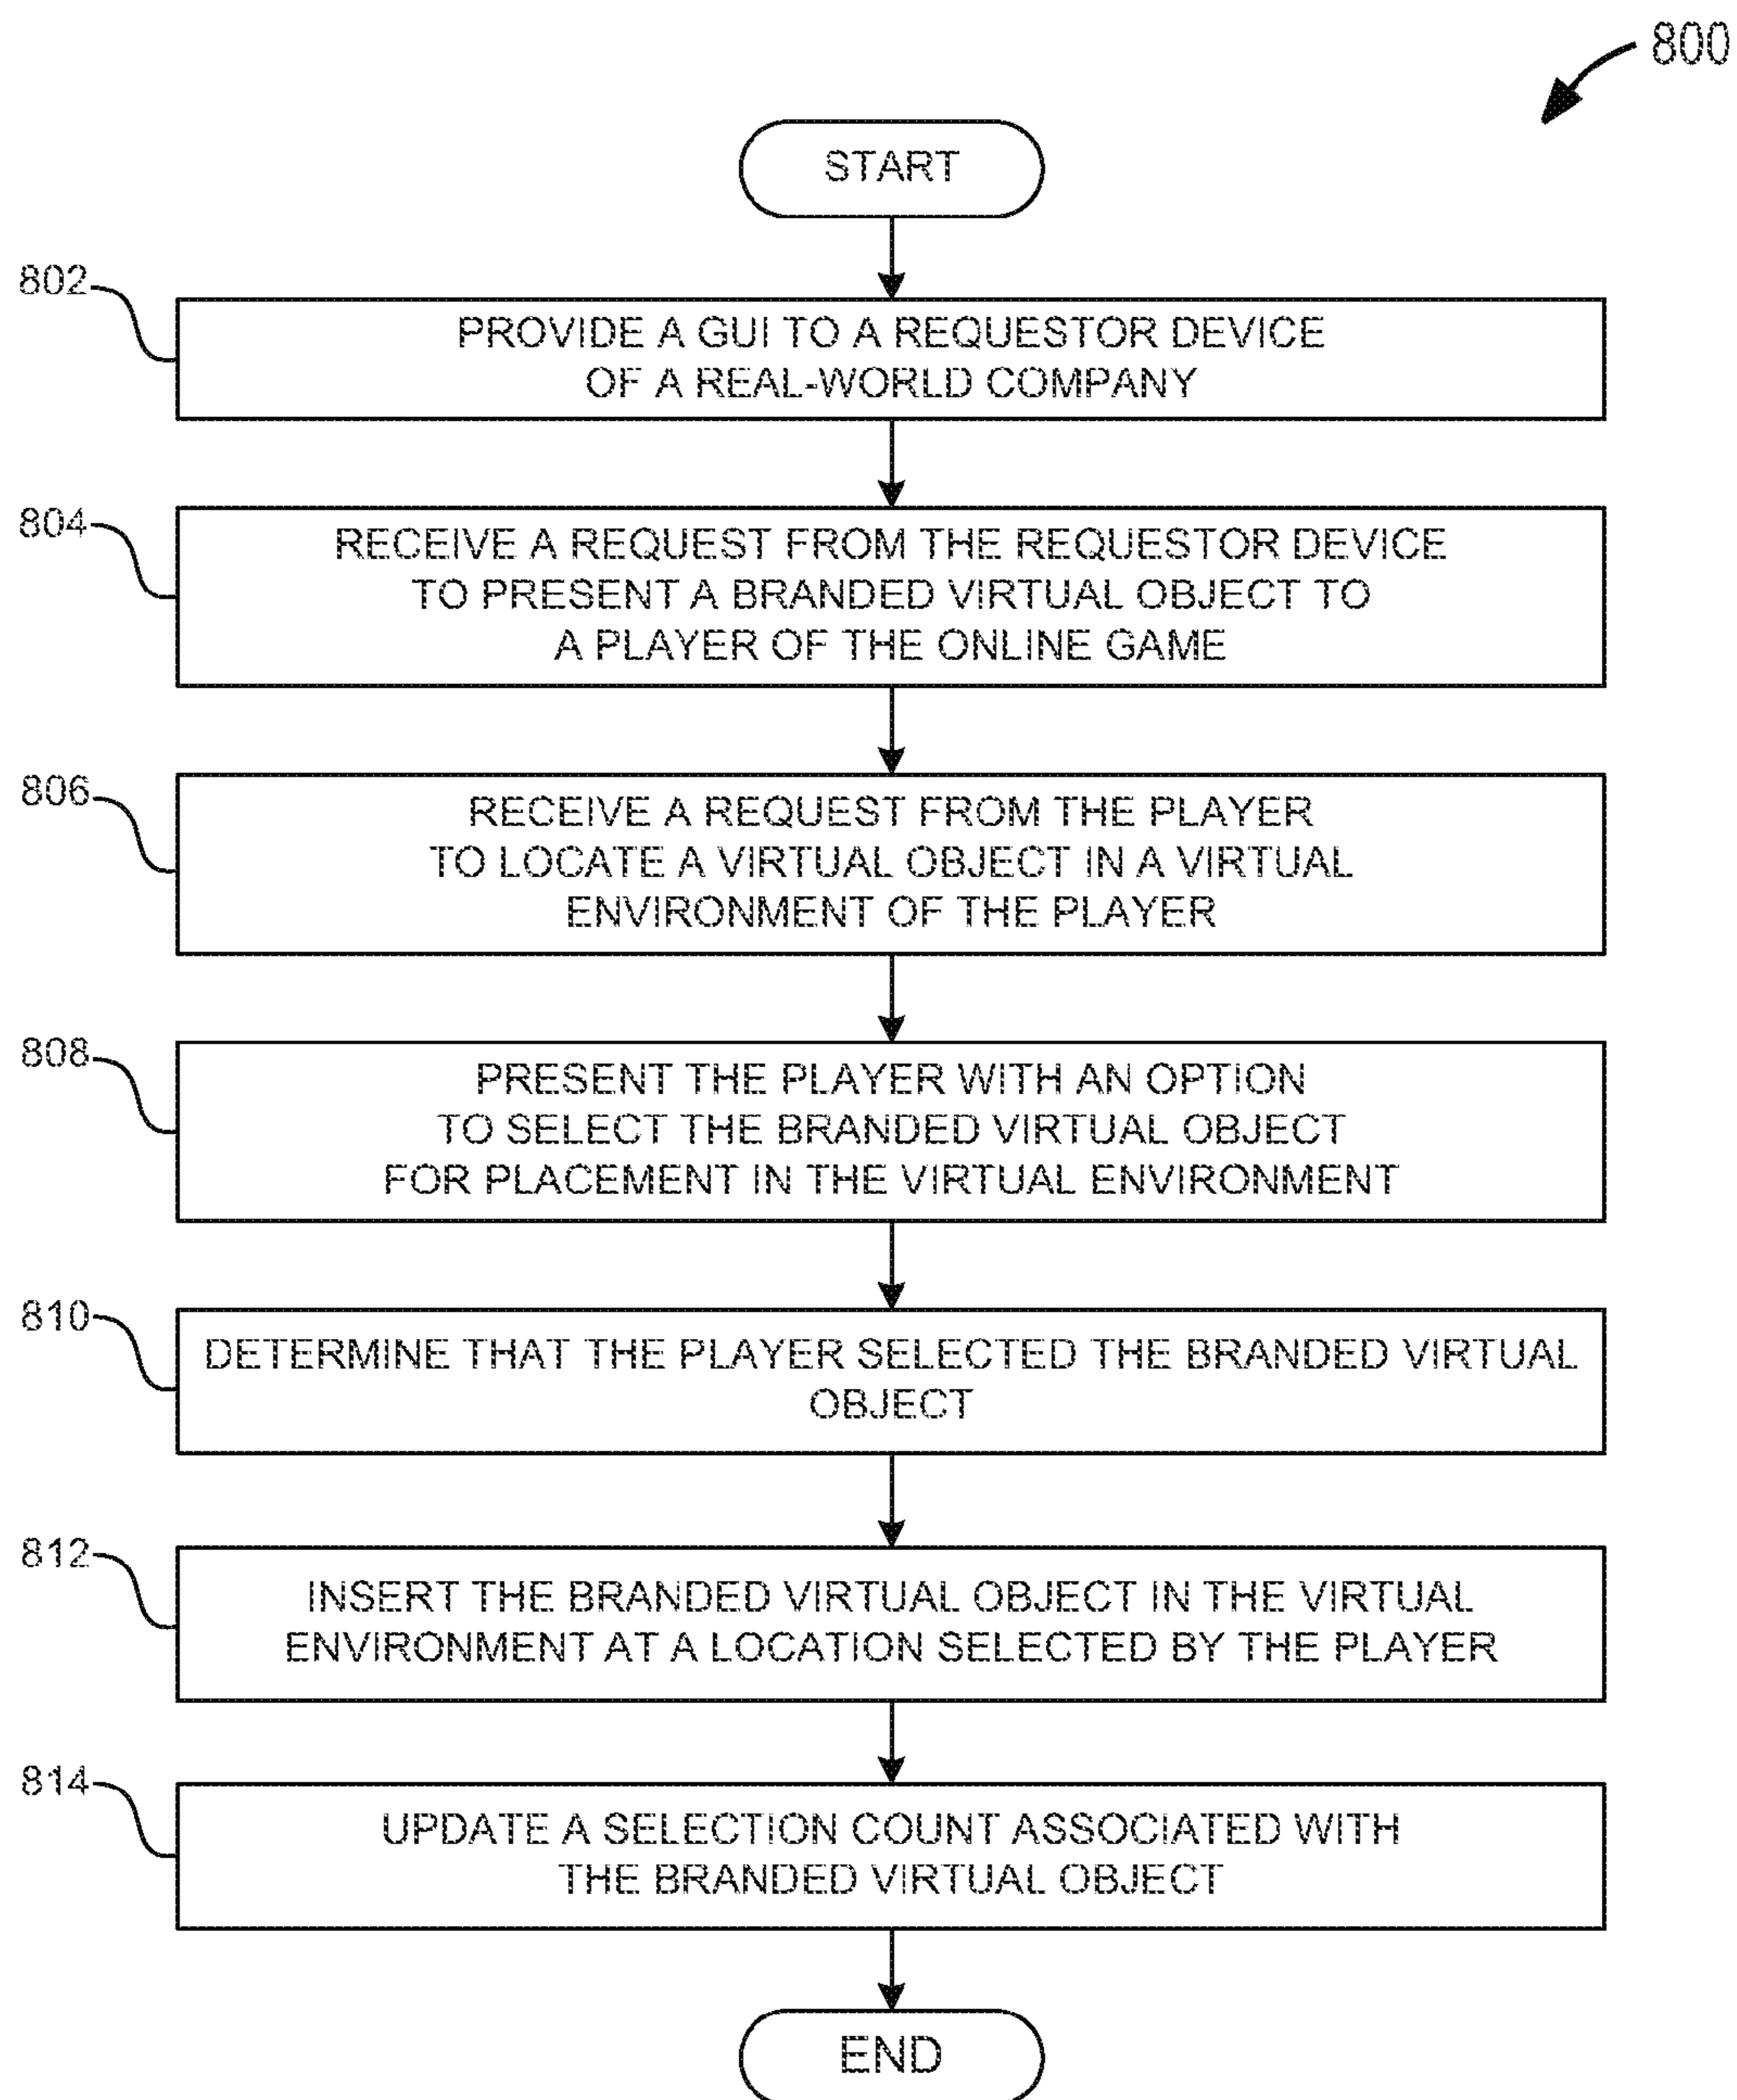 800
START
802
PROVIDE A GUI TO A REQUESTOR DEVICE
OF A REAL-WORLD COMPANY
804
RECEIVE A REQUEST FROM THE REQUESTOR DEVICE
TO PRESENT A BRANDED VIRTUAL OBJECT TO
A PLAYER OF THE ONLINE GAME
806
RECEIVE A REQUEST FROM THE PLAYER
TO LOCATE A VIRTUAL OBJECT IN A VIRTUAL
ENVIRONMENT OF THE PLAYER
808
PRESENT THE PLAYER WITH AN OPTION
TO SELECT THE BRANDED VIRTUAL OBJECT
FOR PLACEMENT IN THE VIRTUAL ENVIRONMENT
810
DETERMINE THAT THE PLAYER SELECTED THE BRANDED VIRTUAL
OBJECT
812
INSERT THE BRANDED VIRTUAL OBJECT IN THE VIRTUAL
ENVIRONMENT AT A LOCATION SELECTED BY THE PLAYER
814
UPDATE A SELECTION COUNT ASSOCIATED WITH
THE BRANDED VIRTUAL OBJECT
END